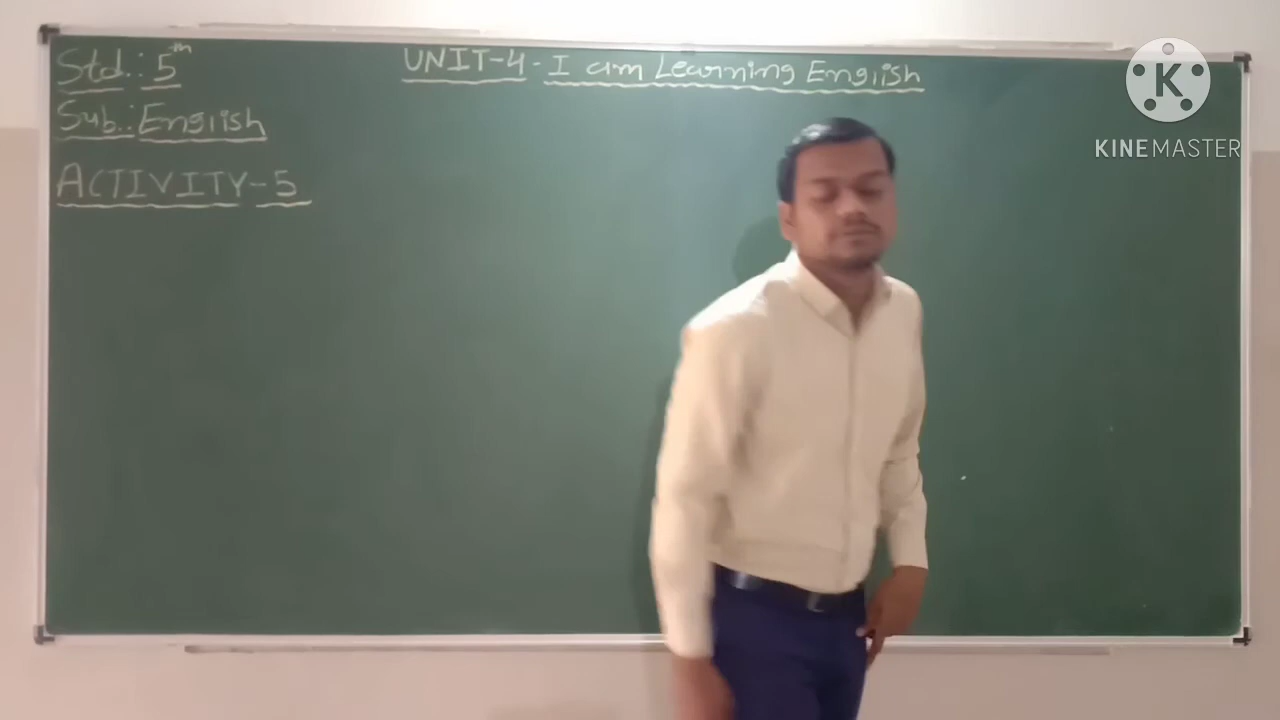 Std.: 5th
UNIT-4 - I am Learning English
Sub.: English
ACTIVITY-5
K
KINEMASTER